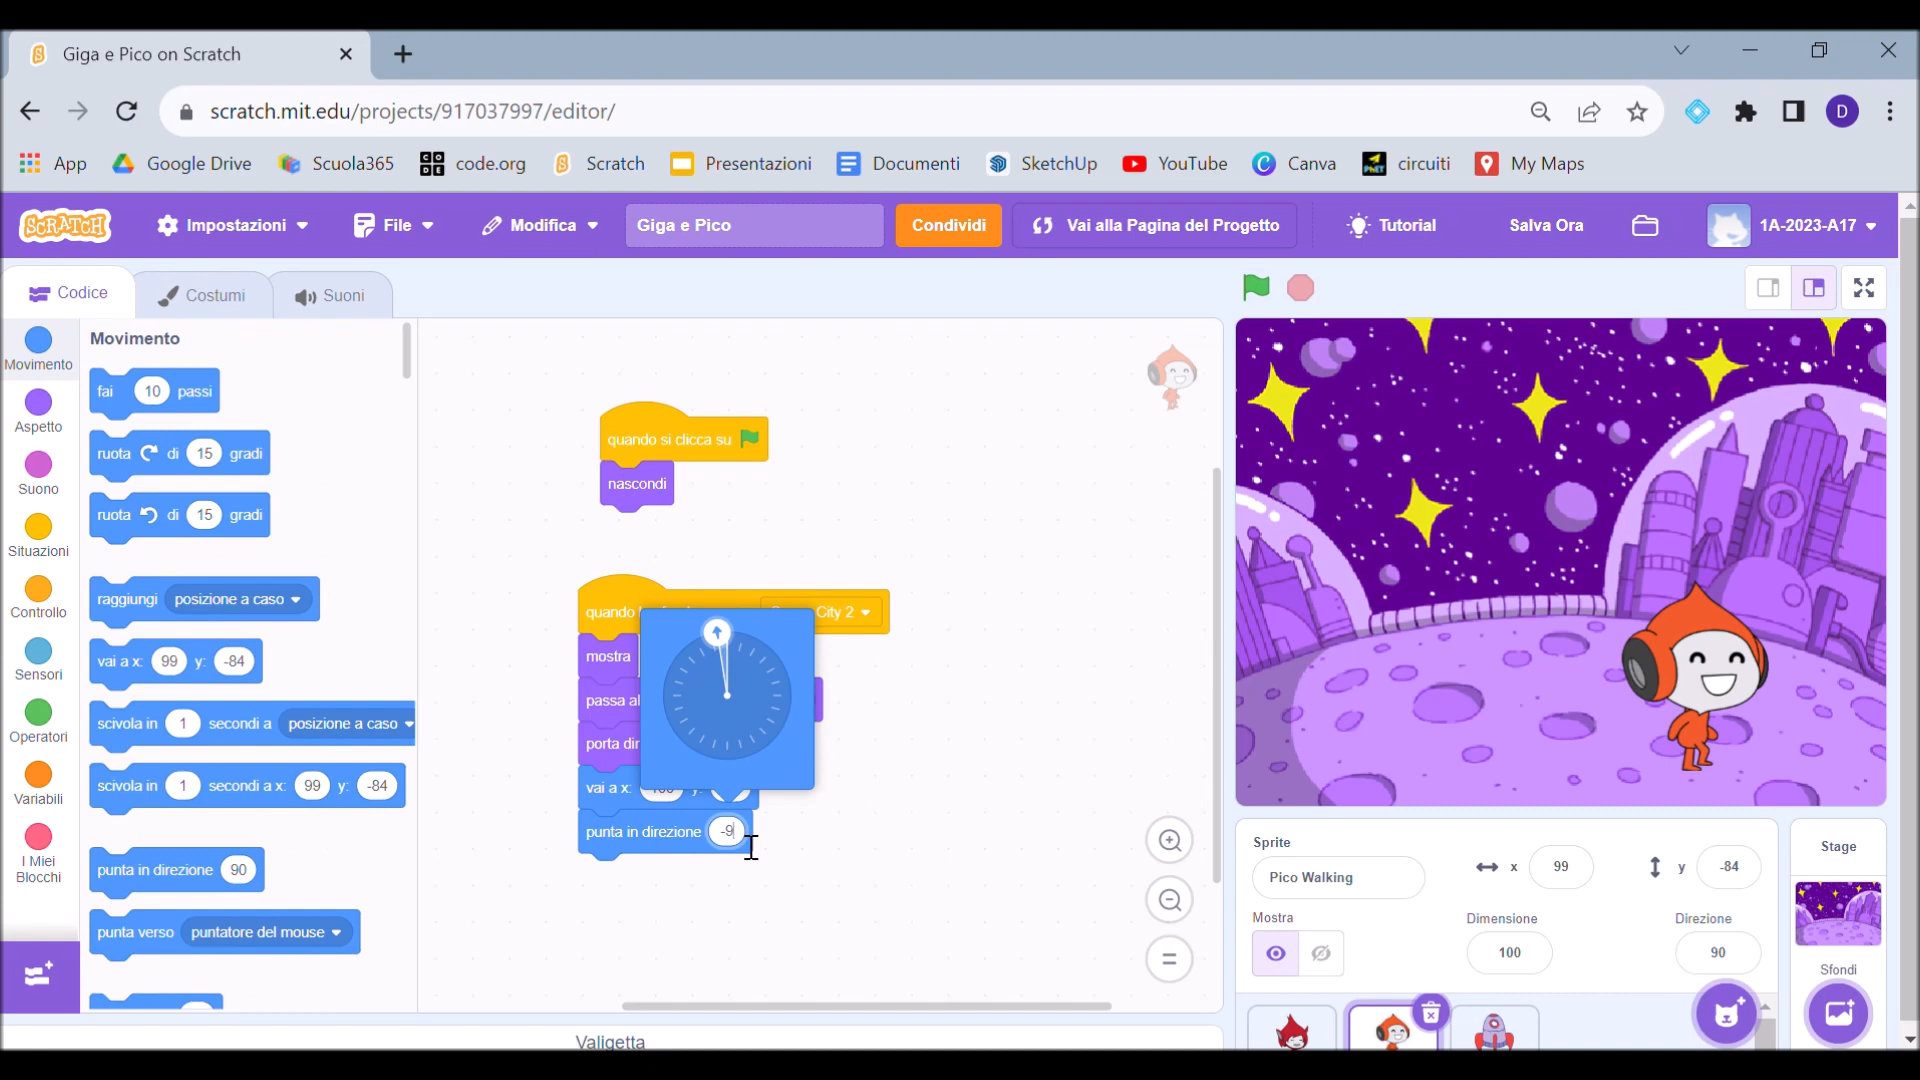 Giga e Pico on Scratch
scratch.mit.edu/projects/917037997/editor/
D
App Google Drive Scuola365 code.org Scratch Presentazioni Documenti SketchUp YouTube Canva circuiti My Maps
SCRATCH Impostazioni File Modifica Giga e Pico Condividi Vai alla Pagina del Progetto Tutorial Salva Ora 1A-2023-A17
Codice Costumi Suoni
Movimento
Aspetto
Suono
Situazioni
Controllo
Sensori
Operatori
Variabili
I Miei
Blocchi
Movimento
fai 10 passi
ruota di 15 gradi
ruota di 15 gradi
raggiungi posizione a caso
vai a x: 99 y: -84
scivola in 1 secondi a posizione a caso
scivola in 1 secondi a x: 99 y: -84
punta in direzione 90
punta verso puntatore del mouse
quando si clicca su
nascondi
quando City 2
mostra
passa al
porta
vai a x: y:
punta in direzione -9
Valigetta
Sprite
Pico Walking
x 99
y -84
Mostra
Dimensione
100
Direzione
90
Stage
Sfondi